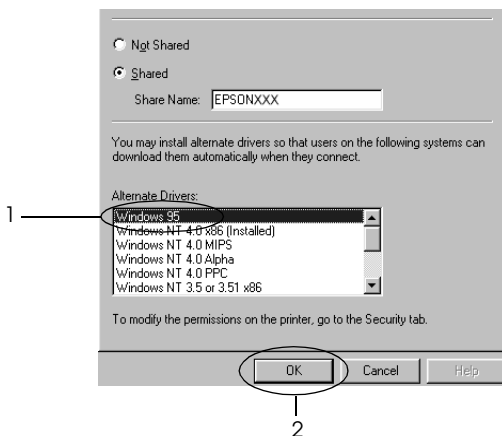 Not Shared
Shared
Share Name: EPSONXXX
You may install alternate drivers so that users on the following systems can
download them automatically when they connect.
Alternate Drivers:
1
Windows 95
Windows NT 4.0 x86 (Installed)
Windows NT 4.0 MIPS
Windows NT 4.0 Alpha
Windows NT 4.0 PPC
Windows NT 3.5 or 3.51 x86
To modify the permissions on the printer, go to the Security tab.
OK Cancel Help
2